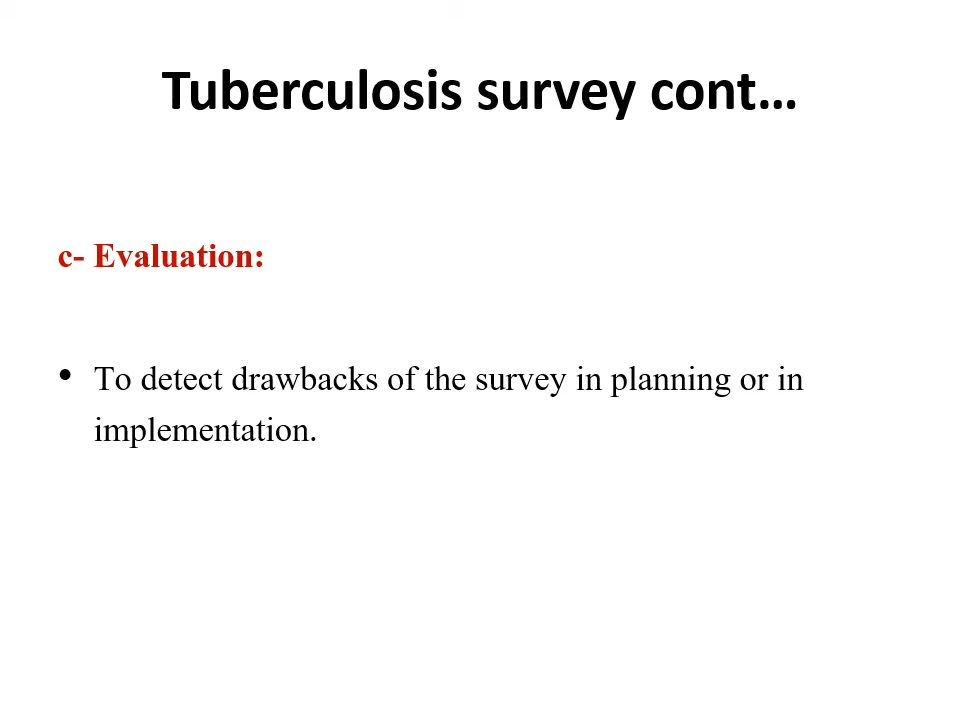 Tuberculosis survey cont…
c- Evaluation:
• To detect drawbacks of the survey in planning or in
implementation.